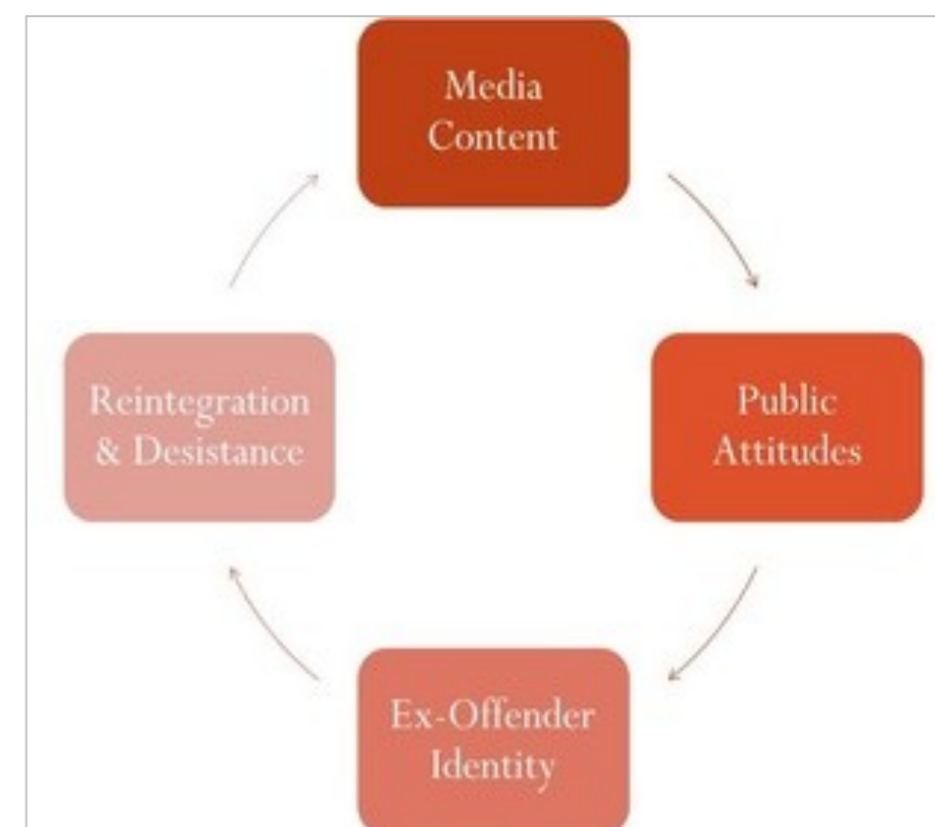 Media
Content
Public
Attitudes
Ex-Offender
Identity
Reintegration
& Desistance